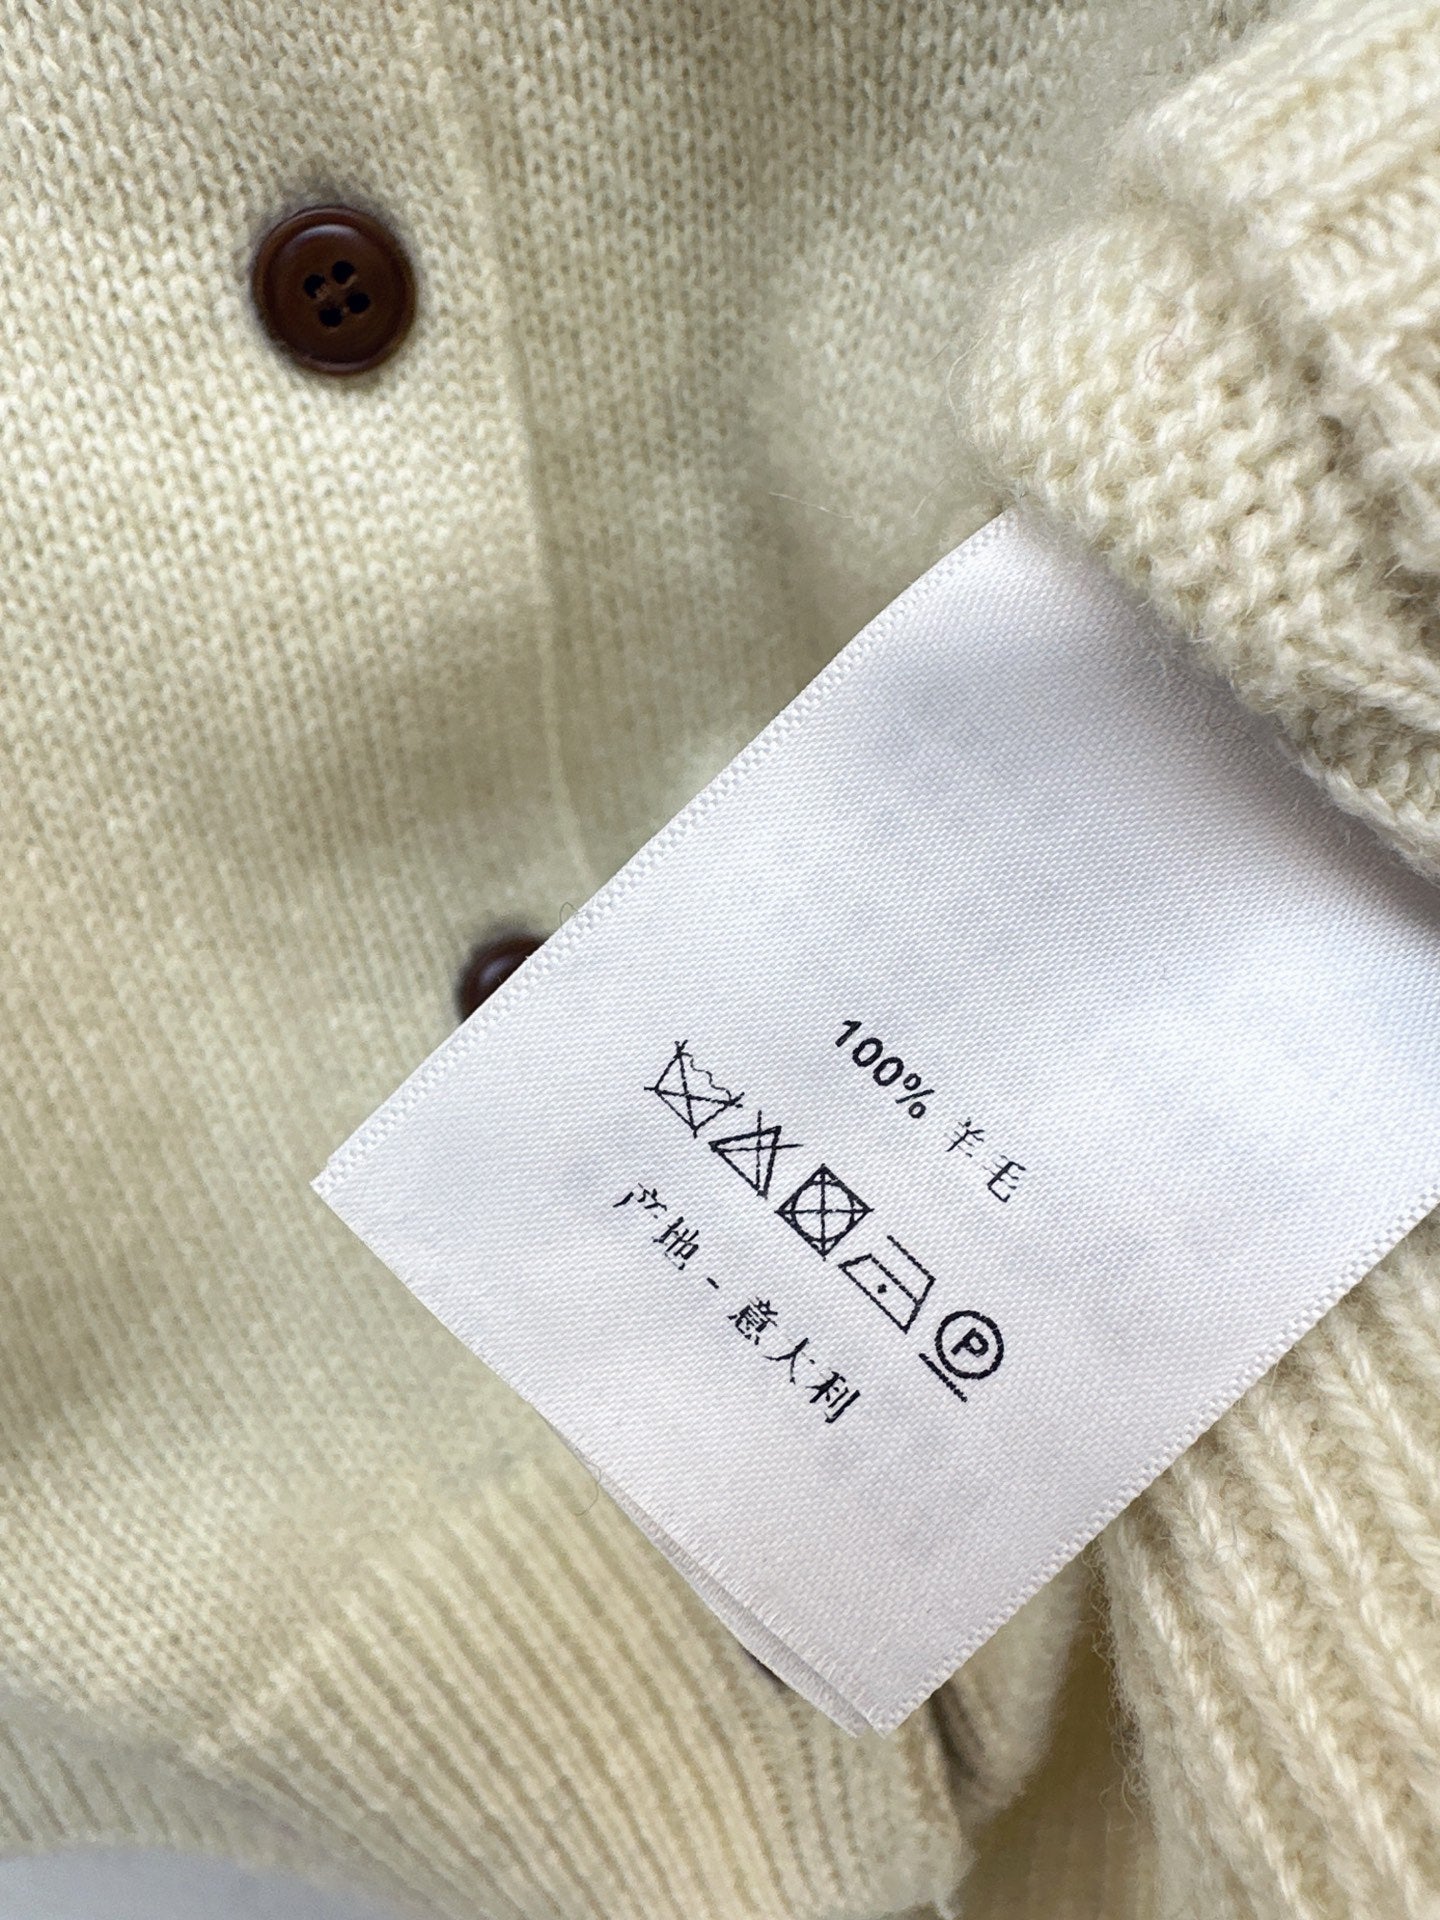 100% 羊毛
P
产地 - 意大利